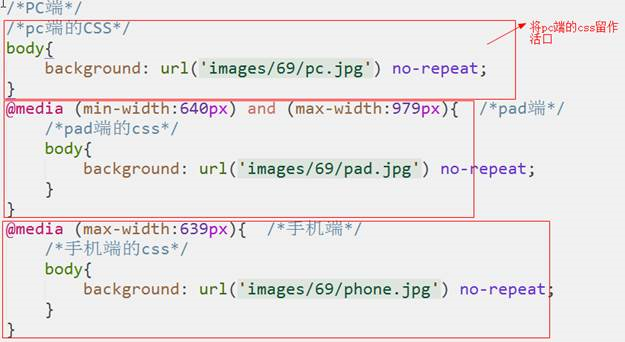 /*PC端*/
/*pc端的CSS*/
body{
    background: url('images/69/pc.jpg') no-repeat;
}
将pc端的css留作
活口
@media (min-width:640px) and (max-width:979px){  /*pad端*/
    /*pad端的css*/
    body{
        background: url('images/69/pad.jpg') no-repeat;
    }
}
@media (max-width:639px){  /*手机端*/
    /*手机端的css*/
    body{
        background: url('images/69/phone.jpg') no-repeat;
    }
}